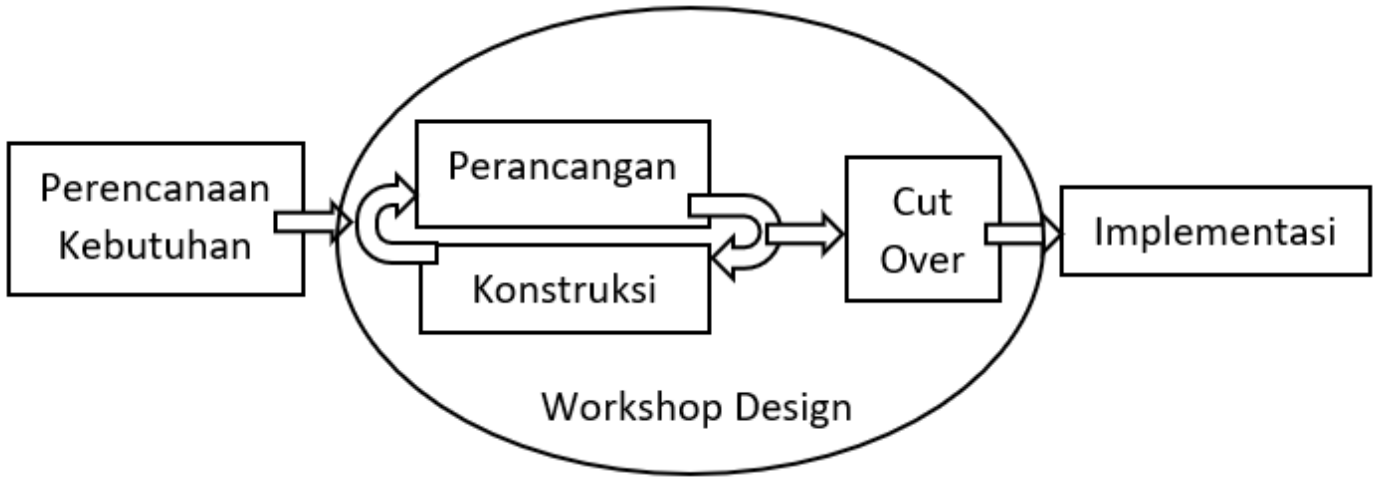 Perencanaan
Kebutuhan
Perancangan
Konstruksi
Cut
Over
Implementasi
Workshop Design